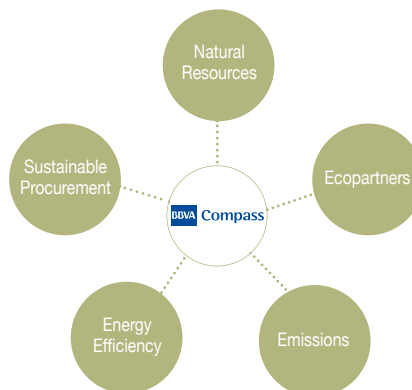 Natural
Resources
Sustainable
Procurement
Ecopartners
BBVA Compass
Energy
Efficiency
Emissions